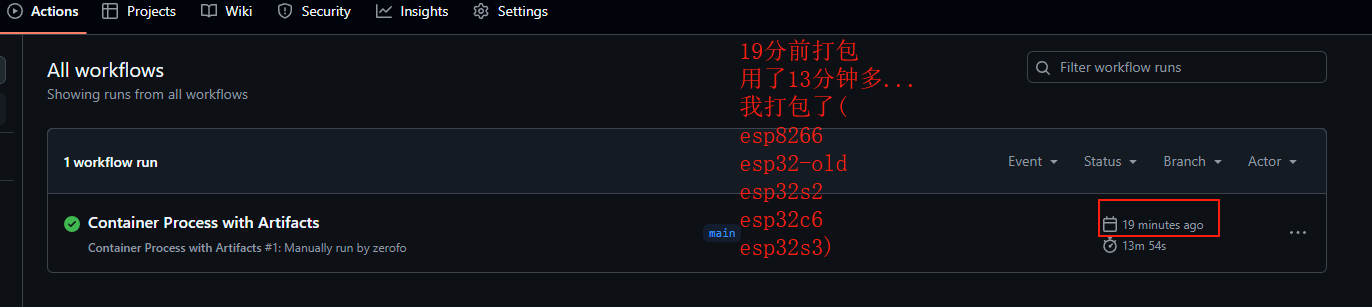 Actions Projects Wiki Security Insights Settings
All workflows
Showing runs from all workflows
Filter workflow runs
19分前打包
用了13分钟多...
我打包了(
esp8266
esp32-old
esp32s2
esp32c6
esp32s3)
1 workflow run
Event Status Branch Actor
Container Process with Artifacts
Container Process with Artifacts #1: Manually run by zerofo
main
19 minutes ago
13m 54s